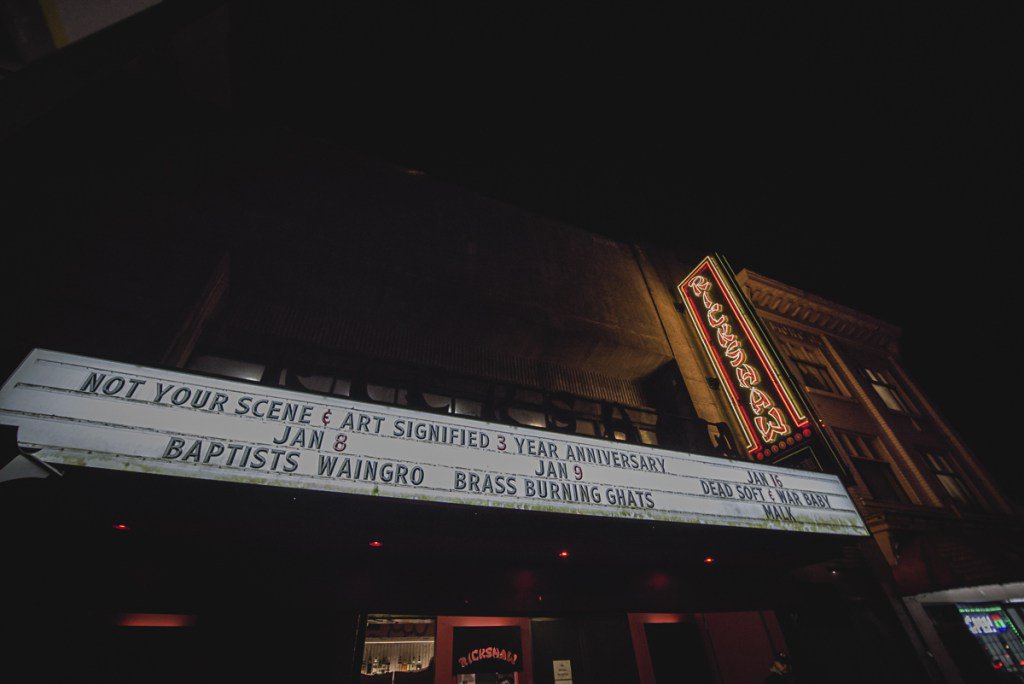 NOT YOUR SCENE & ART SIGNIFIED 3 YEAR ANNIVERSARY
JAN 8
BAPTISTS WAINGRO
JAN 9
BRASS BURNING GHATS
JAN 16
DEAD SOFT & WAR BABY
MALK
RICKSHAW
RICKSHAW
OPEN